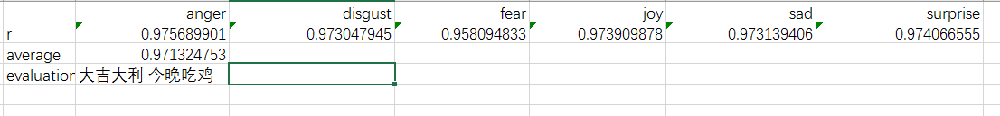 anger disgust fear joy sad surprise
r 0.975689901 0.973047945 0.958094833 0.973909878 0.973139406 0.974066555
average 0.971324753
evaluation 大吉大利 今晚吃鸡